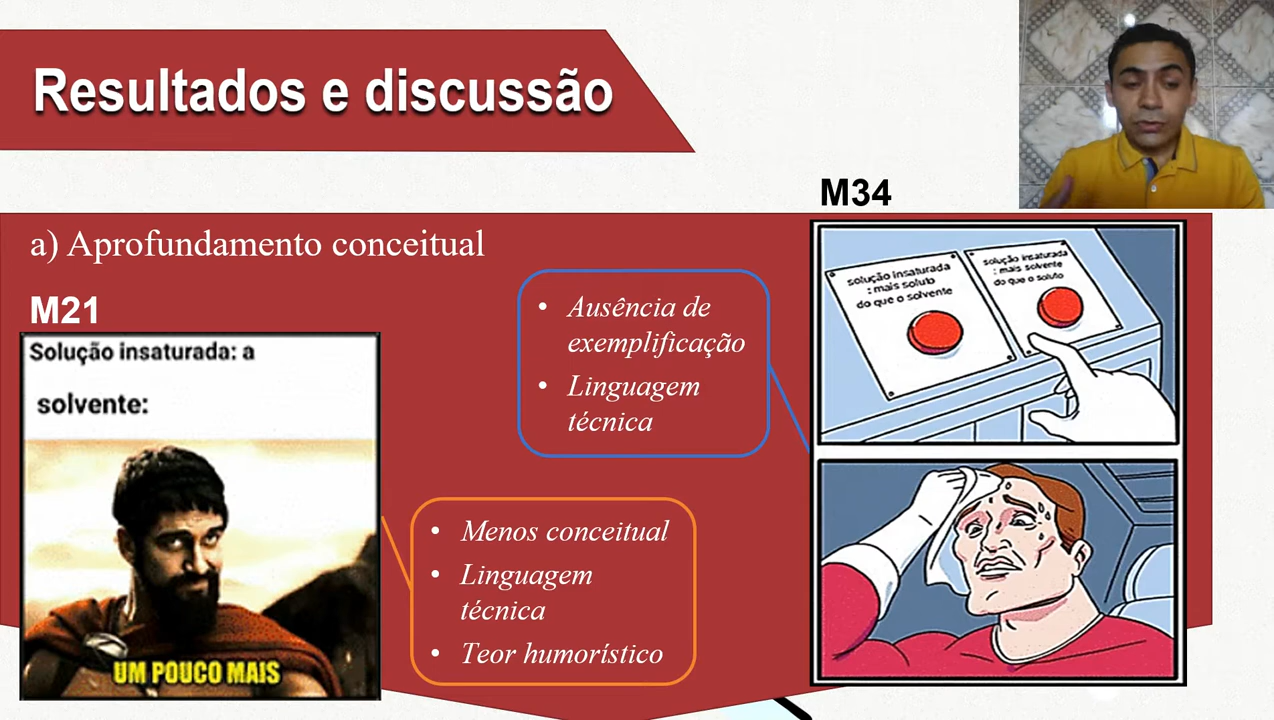 Resultados e discussão
a) Aprofundamento conceitual
M21
Solução insaturada: a
solvente:
UM POUCO MAIS
• Ausência de
exemplificação
• Linguagem
técnica
• Menos conceitual
• Linguagem
técnica
• Teor humorístico
M34
solução insaturada
: mais soluto
do que o solvente
solução insaturada
: mais solvente
do que o soluto